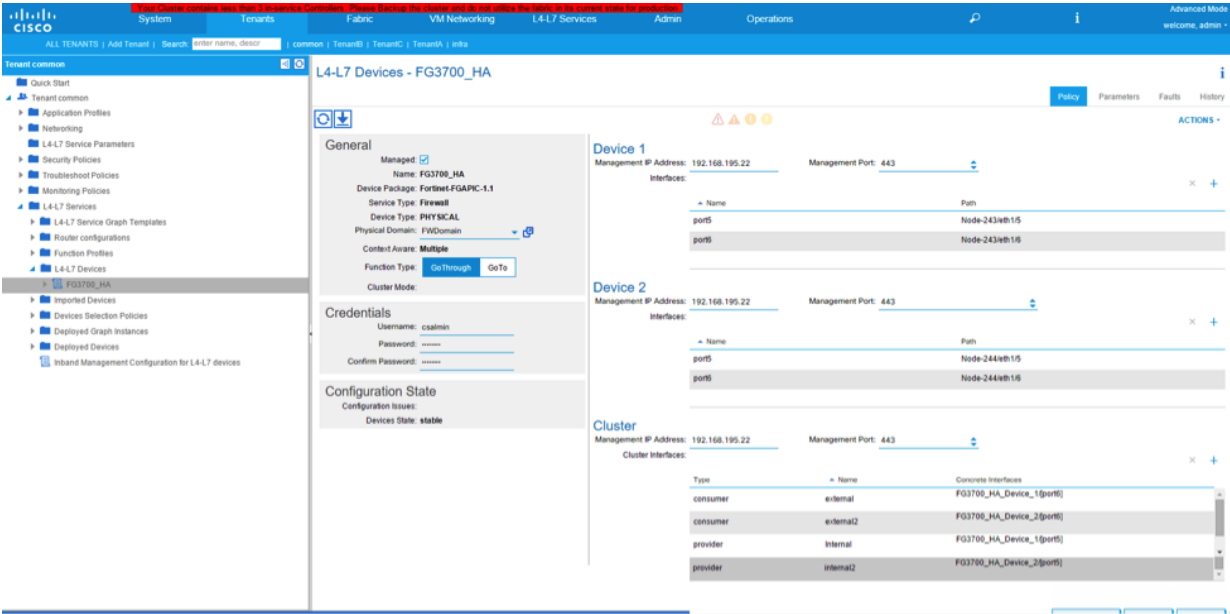 Your Cluster contains less than 3 in-service Controllers. Please Backup the cluster and do not utilize the fabric in its current state for production
CISCO
System Tenants Fabric VM Networking L4-L7 Services Admin Operations
Advanced Mode
welcome, admin
ALL TENANTS | Add Tenant | Search: enter name, descr | common | TenantB | TenantC | TenantA | infra
Tenant common
Quick Start
Tenant common
Application Profiles
Networking
L4-L7 Service Parameters
Security Policies
Troubleshoot Policies
Monitoring Policies
L4-L7 Services
L4-L7 Service Graph Templates
Router configurations
Function Profiles
L4-L7 Devices
FG3700_HA
Imported Devices
Devices Selection Policies
Deployed Graph Instances
Deployed Devices
Inband Management Configuration for L4-L7 devices
L4-L7 Devices - FG3700_HA
i
Policy Parameters Faults History
ACTIONS
General
Managed:
Name: FG3700_HA
Device Package: Fortinet-FGAPIC-1.1
Service Type: Firewall
Device Type: PHYSICAL
Physical Domain: FWDomain
Context Aware: Multiple
Function Type: GoThrough GoTo
Cluster Mode:
Credentials
Username: csalmin
Password:
Confirm Password:
Configuration State
Configuration Issues:
Devices State: stable
Device 1
Management IP Address: 192.168.195.22 Management Port: 443
Interfaces:
Name Path
port5 Node-243/eth1/5
port6 Node-243/eth1/6
Device 2
Management IP Address: 192.168.195.22 Management Port: 443
Interfaces:
Name Path
port5 Node-244/eth1/5
port6 Node-244/eth1/6
Cluster
Management IP Address: 192.168.195.22 Management Port: 443
Cluster Interfaces:
Type Name Concrete Interfaces
consumer external FG3700_HA_Device_1/[port6]
consumer external2 FG3700_HA_Device_2/[port6]
provider internal FG3700_HA_Device_1/[port5]
provider internal2 FG3700_HA_Device_2/[port5]